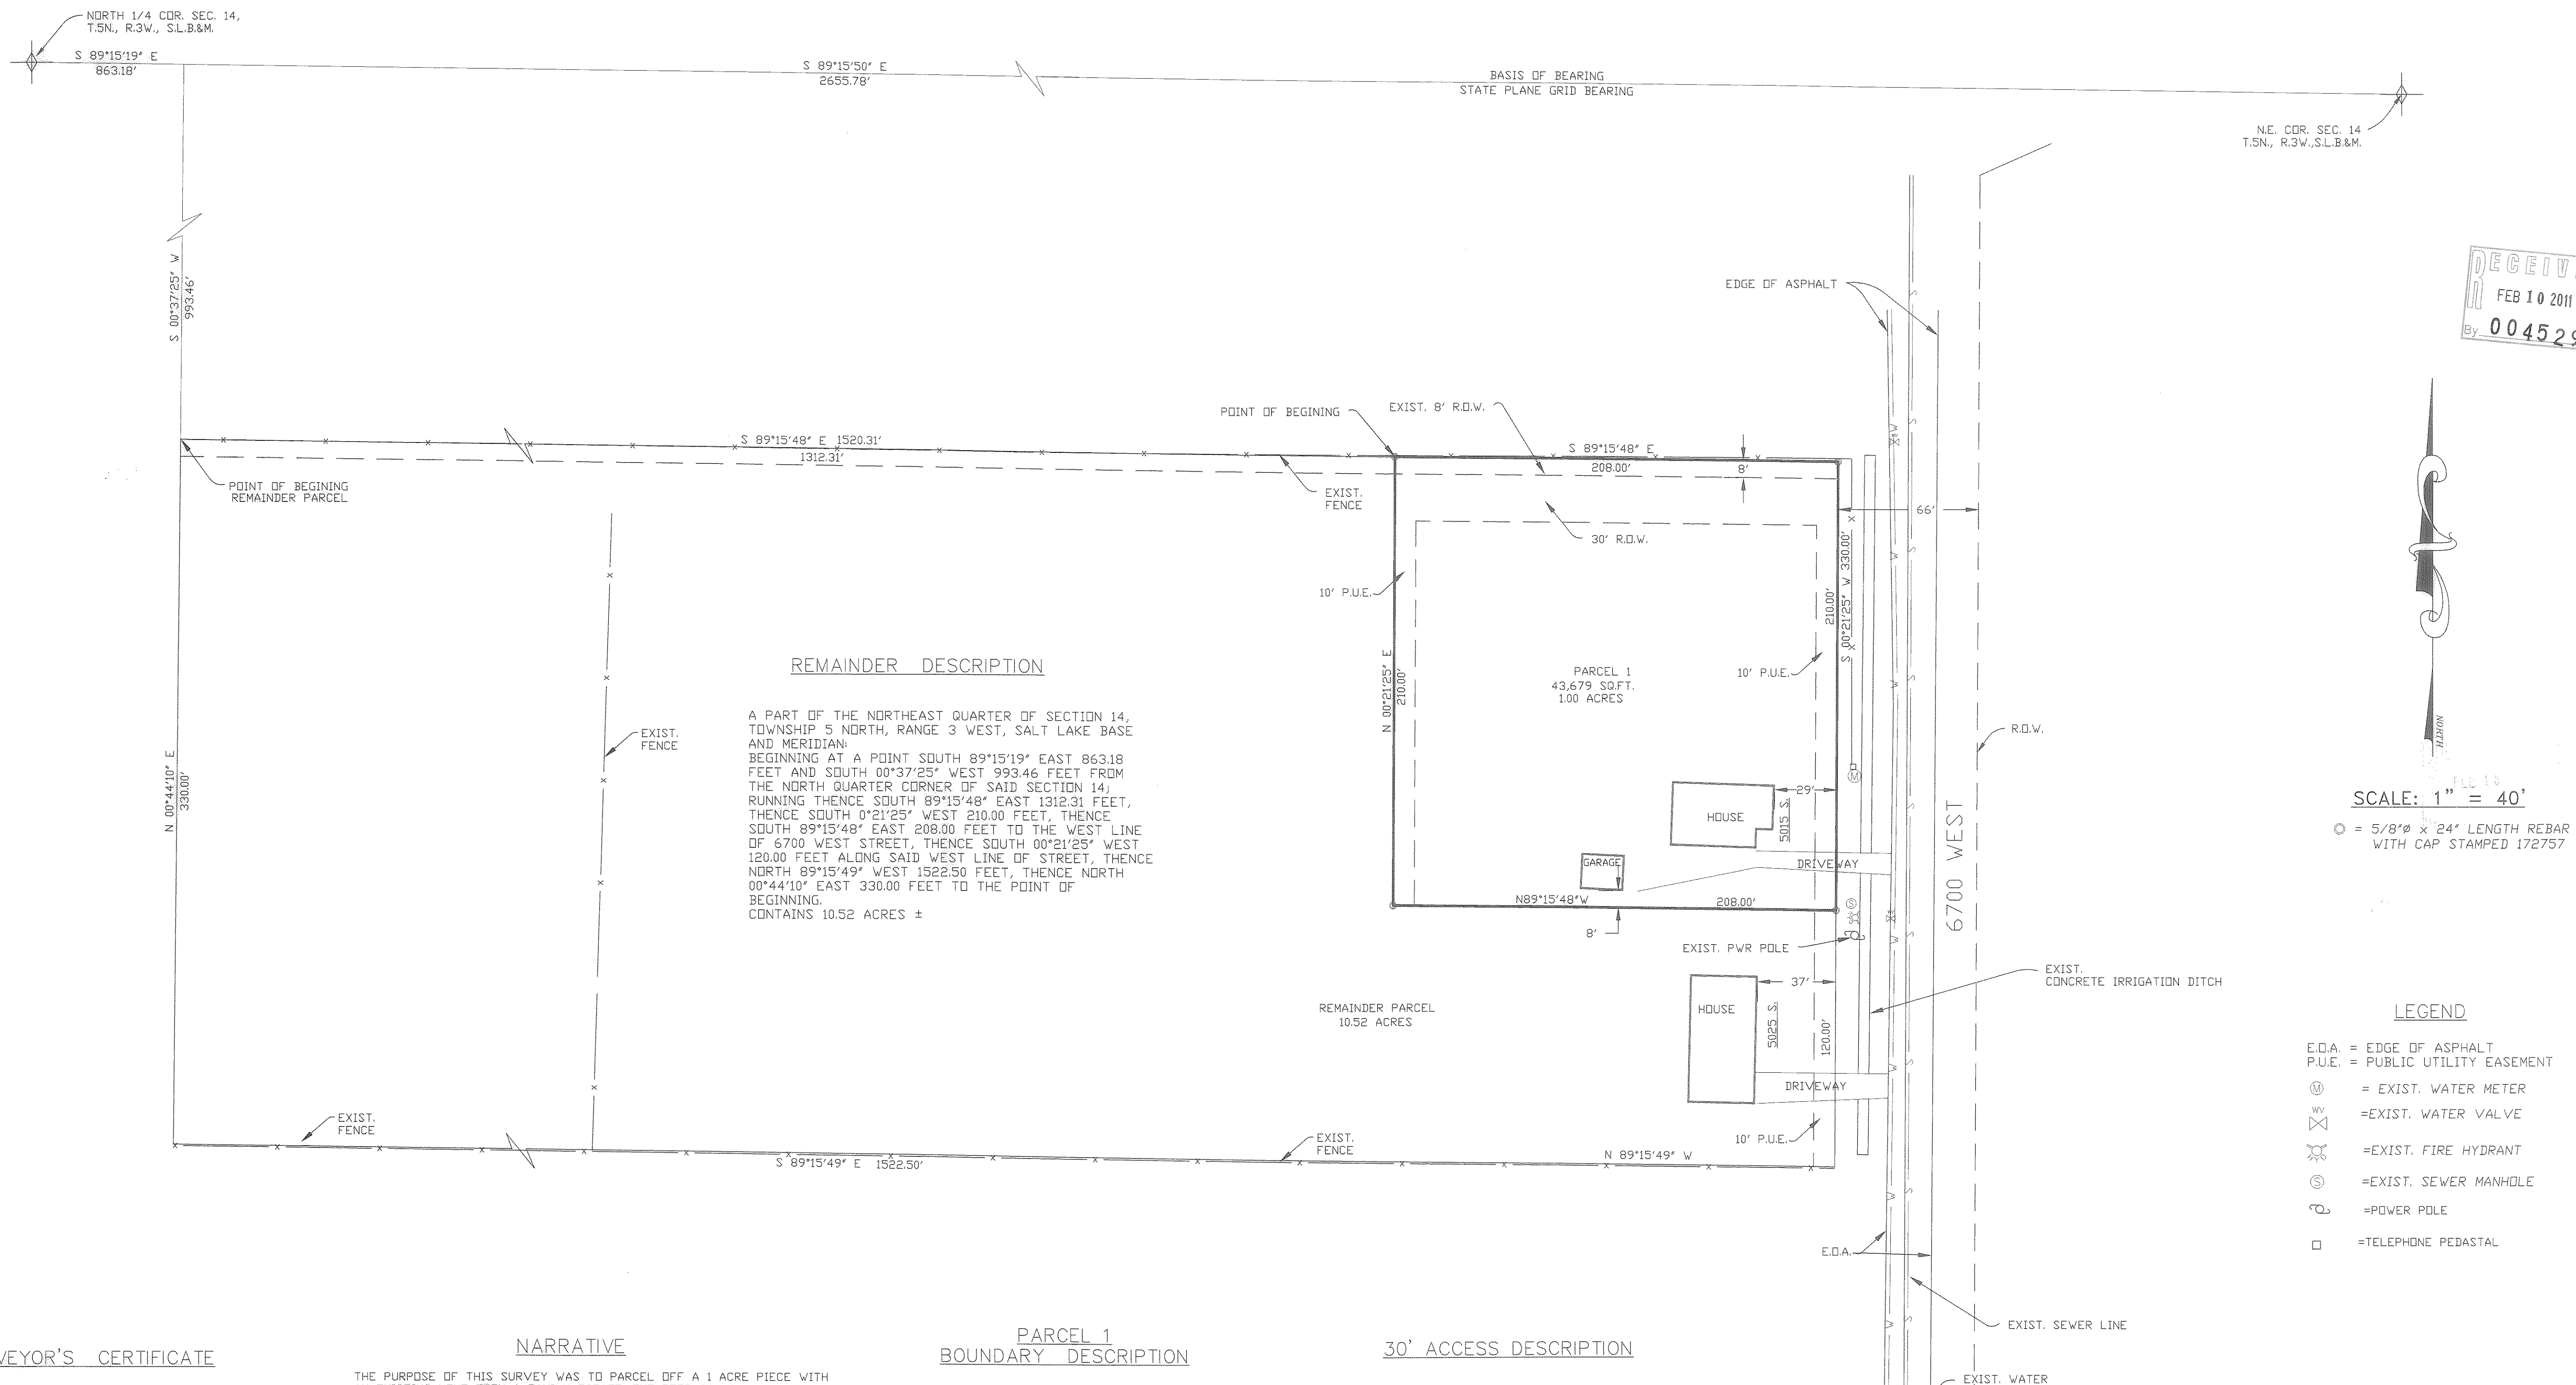 NORTH 1/4 COR. SEC. 14,
T.5N., R.3W., S.L.B.&M.
S 89°15'19" E
863.18'
S 89°15'50" E
2655.78'
BASIS OF BEARING
STATE PLANE GRID BEARING
N.E. COR. SEC. 14
T.5N., R.3W.,S.L.B.&M.
S 00°37'25" W
993.46'
EDGE OF ASPHALT
FEB 10 2011
By 004529
POINT OF BEGINING
EXIST. 8' R.O.W.
S 89°15'48" E 1520.31'
1312.31'
S 89°15'48" E
208.00'
8'
POINT OF BEGINING
REMAINDER PARCEL
EXIST.
FENCE
30' R.O.W.
66'
10' P.U.E.
N 00°21'25" E
210.00'
210.00'
S 00°21'25" W 330.00'
PARCEL 1
43,679 SQ.FT.
1.00 ACRES
10' P.U.E.
REMAINDER DESCRIPTION
A PART OF THE NORTHEAST QUARTER OF SECTION 14,
TOWNSHIP 5 NORTH, RANGE 3 WEST, SALT LAKE BASE
AND MERIDIAN:
BEGINNING AT A POINT SOUTH 89°15'19" EAST 863.18
FEET AND SOUTH 00°37'25" WEST 993.46 FEET FROM
THE NORTH QUARTER CORNER OF SAID SECTION 14;
RUNNING THENCE SOUTH 89°15'48" EAST 1312.31 FEET,
THENCE SOUTH 0°21'25" WEST 210.00 FEET, THENCE
SOUTH 89°15'48" EAST 208.00 FEET TO THE WEST LINE
OF 6700 WEST STREET, THENCE SOUTH 00°21'25" WEST
120.00 FEET ALONG SAID WEST LINE OF STREET, THENCE
NORTH 89°15'49" WEST 1522.50 FEET, THENCE NORTH
00°44'10" EAST 330.00 FEET TO THE POINT OF
BEGINNING.
CONTAINS 10.52 ACRES ±
EXIST.
FENCE
N 00°44'10" E
330.00'
R.O.W.
NORTH
SCALE: 1" = 40'
= 5/8"Ø x 24" LENGTH REBAR
WITH CAP STAMPED 172757
HOUSE
29'
5015 S.
GARAGE
DRIVEWAY
M
6700 WEST
N89°15'48"W
208.00'
8'
S
EXIST. PWR POLE
EXIST.
CONCRETE IRRIGATION DITCH
REMAINDER PARCEL
10.52 ACRES
HOUSE
37'
5025 S.
120.00'
DRIVEWAY
10' P.U.E.
EXIST.
FENCE
EXIST.
FENCE
S 89°15'49" E 1522.50'
N 89°15'49" W
LEGEND
E.O.A. = EDGE OF ASPHALT
P.U.E. = PUBLIC UTILITY EASEMENT
M = EXIST. WATER METER
WV =EXIST. WATER VALVE
=EXIST. FIRE HYDRANT
S =EXIST. SEWER MANHOLE
=POWER POLE
=TELEPHONE PEDASTAL
E.O.A.
EXIST. SEWER LINE
EXIST. WATER
VEYOR'S CERTIFICATE
NARRATIVE
THE PURPOSE OF THIS SURVEY WAS TO PARCEL OFF A 1 ACRE PIECE WITH
PARCEL 1
BOUNDARY DESCRIPTION
30' ACCESS DESCRIPTION